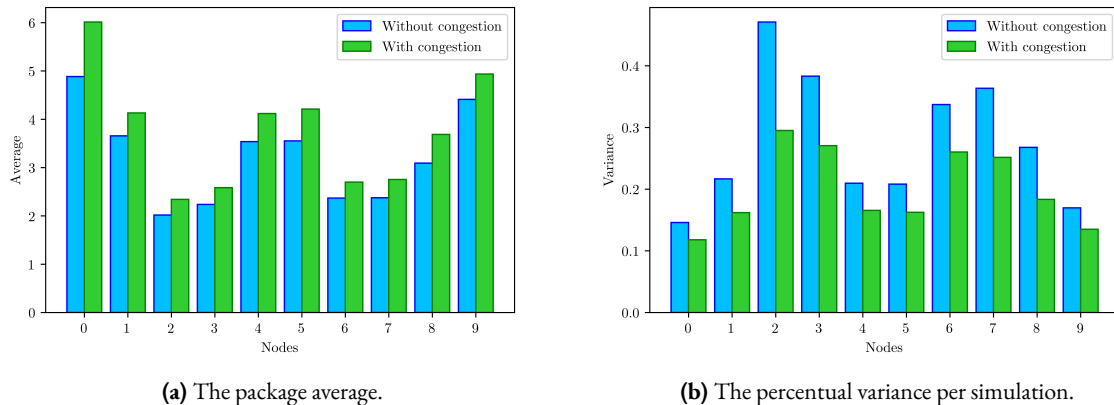 Average
6
5
4
3
2
1
0
Without congestion
With congestion
0 1 2 3 4 5 6 7 8 9
Nodes
(a) The package average.
Variance
0.4
0.3
0.2
0.1
0.0
Without congestion
With congestion
0 1 2 3 4 5 6 7 8 9
Nodes
(b) The percentual variance per simulation.